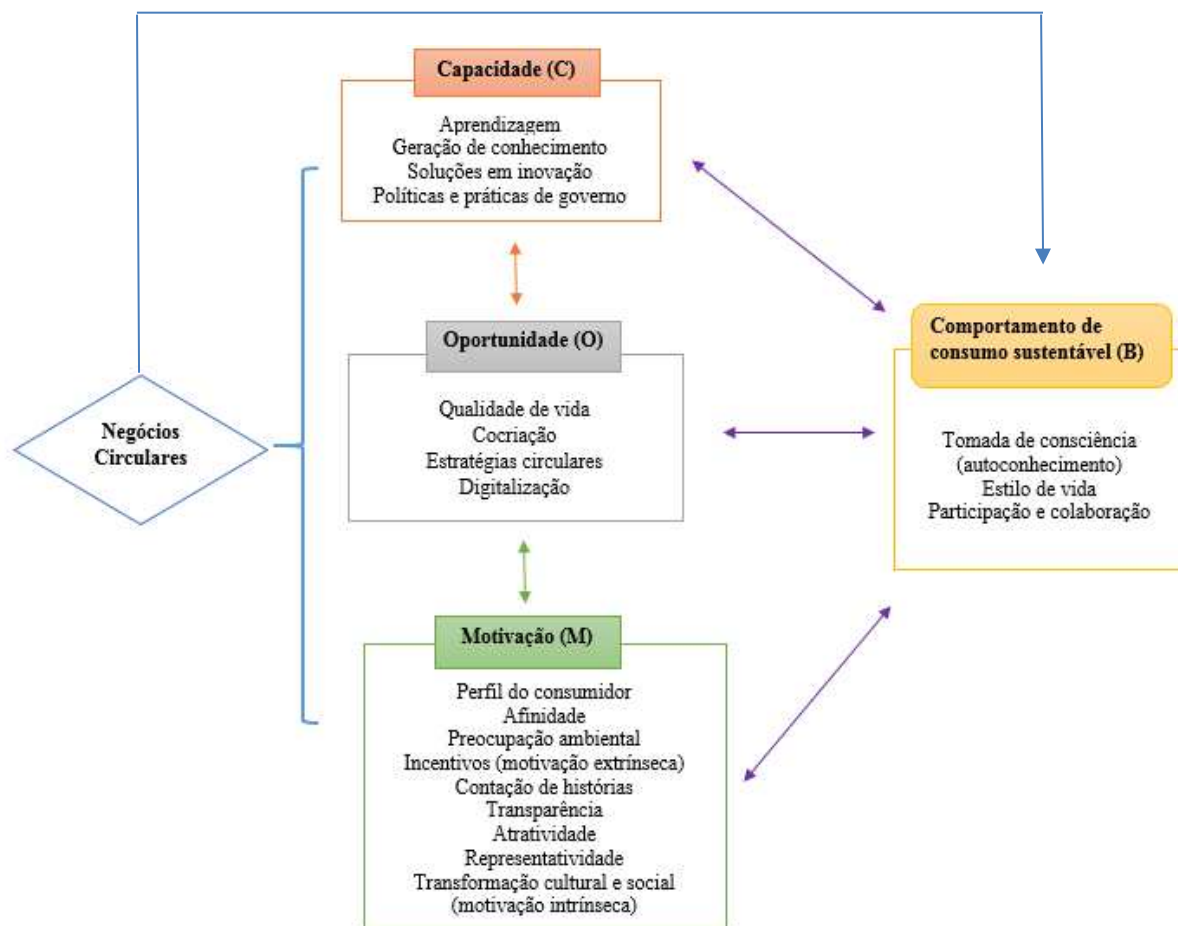 Capacidade (C)
Aprendizagem
Geração de conhecimento
Soluções em inovação
Políticas e práticas de governo
Oportunidade (O)
Qualidade de vida
Cocriação
Estratégias circulares
Digitalização
Negócios
Circulares
Motivação (M)
Perfil do consumidor
Afinidade
Preocupação ambiental
Incentivos (motivação extrínseca)
Contação de histórias
Transparência
Atratividade
Representatividade
Transformação cultural e social
(motivação intrínseca)
Comportamento de
consumo sustentável (B)
Tomada de consciência
(autoconhecimento)
Estilo de vida
Participação e colaboração